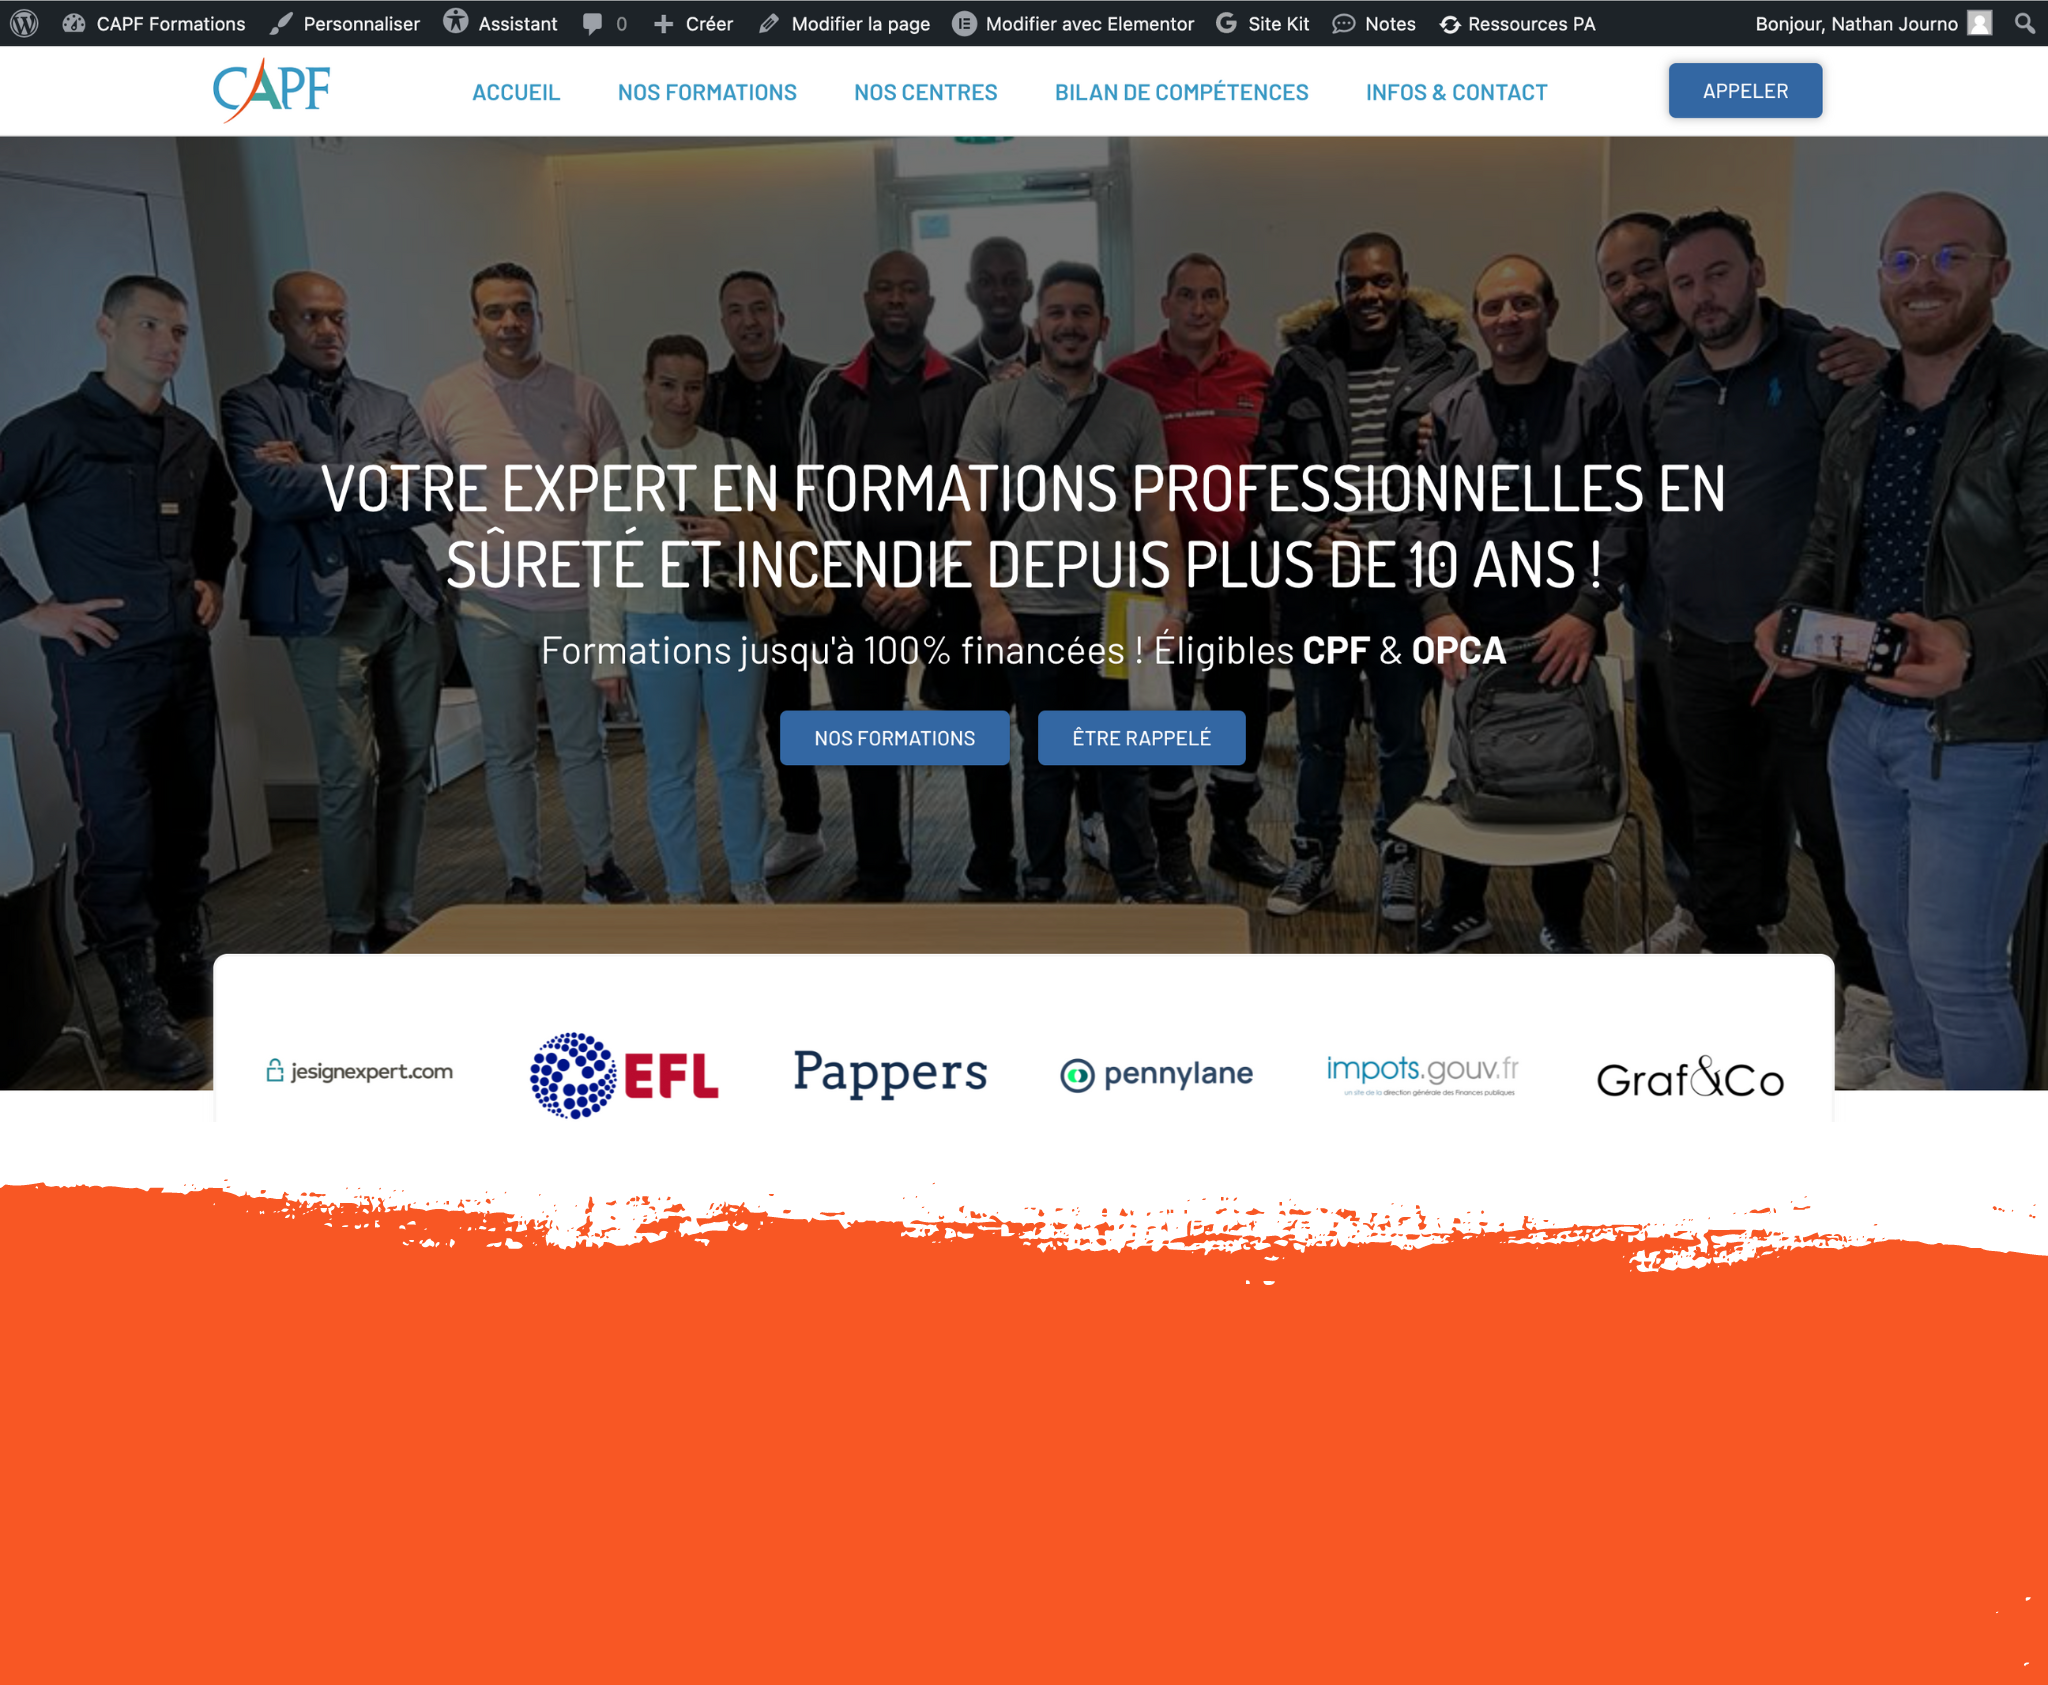 CAPF Formations Personnaliser Assistant 0 Créer Modifier la page Modifier avec Elementor Site Kit Notes Ressources PA Bonjour, Nathan Journo
CAPF ACCUEIL NOS FORMATIONS NOS CENTRES BILAN DE COMPÉTENCES INFOS & CONTACT APPELER
VOTRE EXPERT EN FORMATIONS PROFESSIONNELLES EN
SÛRETÉ ET INCENDIE DEPUIS PLUS DE 10 ANS !
Formations jusqu'à 100% financées ! Éligibles CPF & OPCA
NOS FORMATIONS ÊTRE RAPPELÉ
jesignexpert.com EFL Pappers pennylane impots.gouv.fr Graf&Co
un site de la direction générale des finances publiques